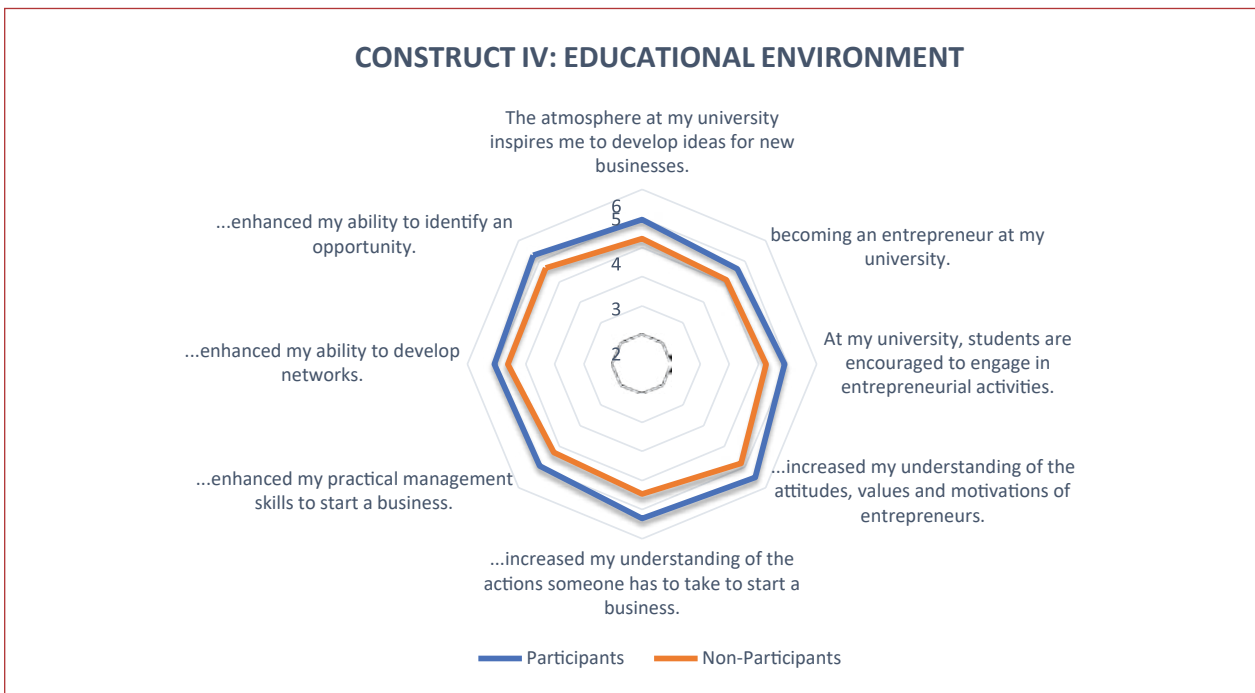 CONSTRUCT IV: EDUCATIONAL ENVIRONMENT
The atmosphere at my university
inspires me to develop ideas for new
businesses.
...enhanced my ability to identify an
opportunity.
becoming an entrepreneur at my
university.
6
5
4
3
2
...enhanced my ability to develop
networks.
At my university, students are
encouraged to engage in
entrepreneurial activities.
...enhanced my practical management
skills to start a business.
...increased my understanding of the
attitudes, values and motivations of
entrepreneurs.
...increased my understanding of the
actions someone has to take to start a
business.
Participants
Non-Participants